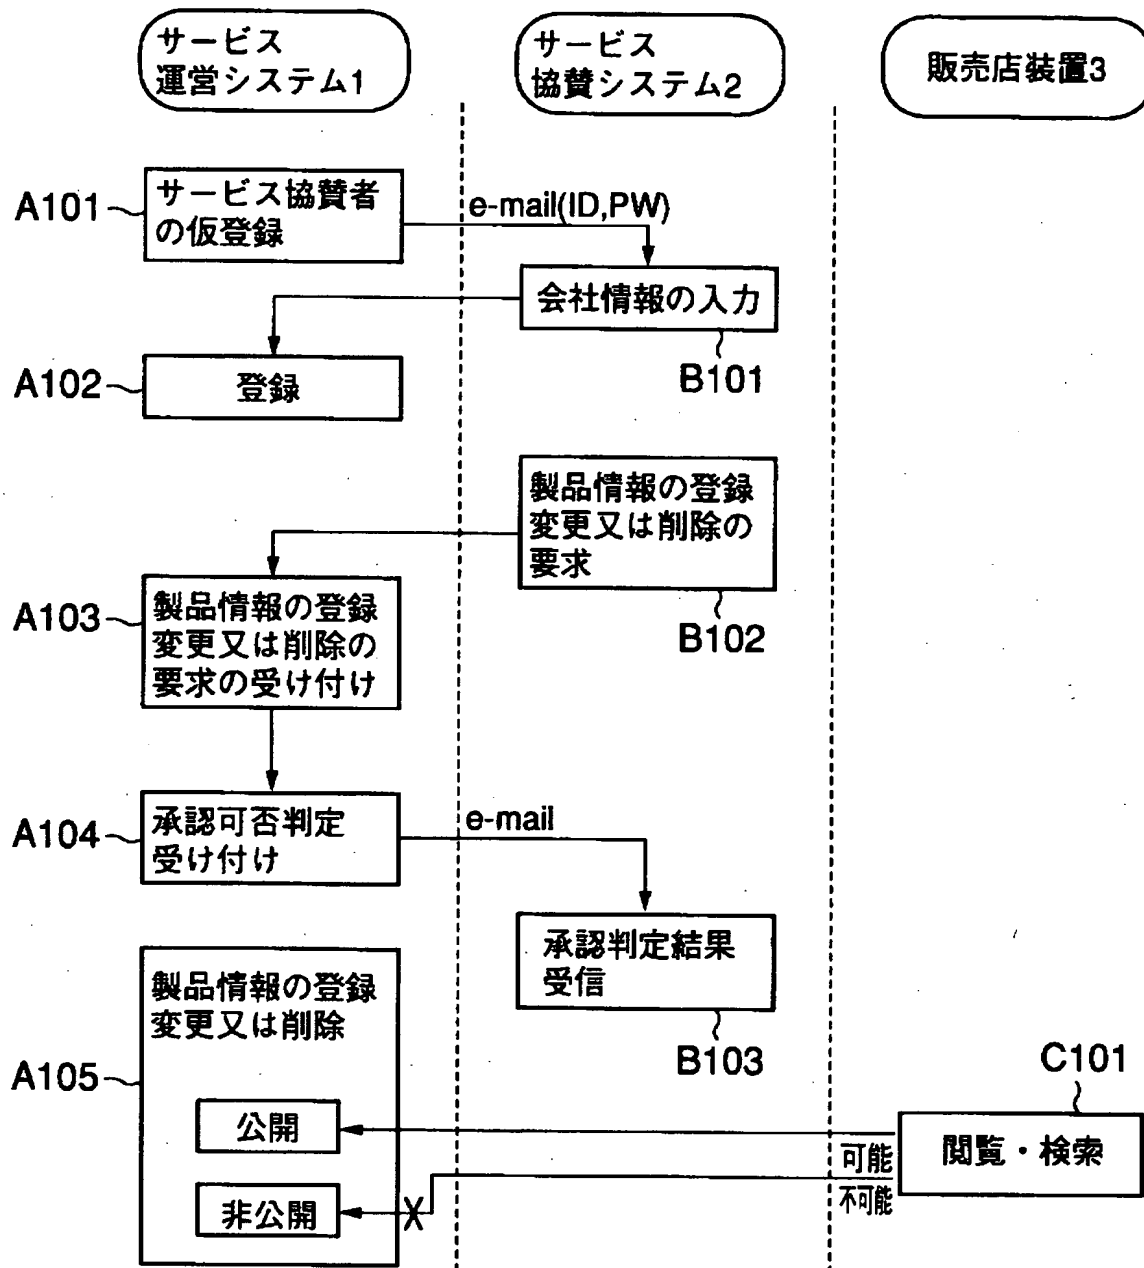 サービス
運営システム1
サービス
協賛システム2
販売店装置3
A101
サービス協賛者
の仮登録
e-mail(ID,PW)
会社情報の入力
B101
A102
登録
製品情報の登録
変更又は削除の
要求
B102
A103
製品情報の登録
変更又は削除の
要求の受け付け
A104
承認可否判定
受け付け
e-mail
承認判定結果
受信
B103
A105
製品情報の登録
変更又は削除
公開
非公開
X
C101
閲覧・検索
可能
不可能